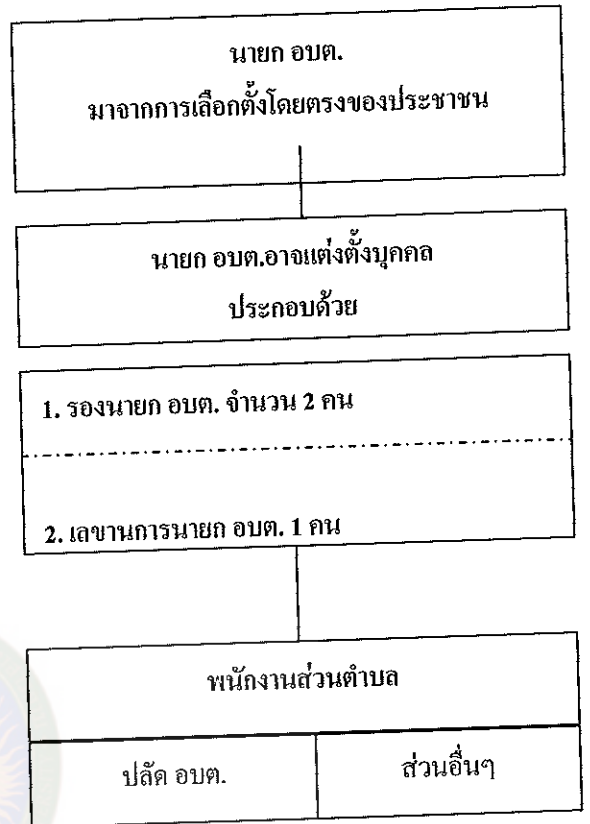 นายก อบต.
มาจากการเลือกตั้งโดยตรงของประชาชน
นายก อบต.อาจแต่งตั้งบุคคล
ประกอบด้วย
1. รองนายก อบต. จำนวน 2 คน
2. เลขานการนายก อบต. 1 คน
พนักงานส่วนตำบล
ปลัด อบต.
ส่วนอื่นๆ